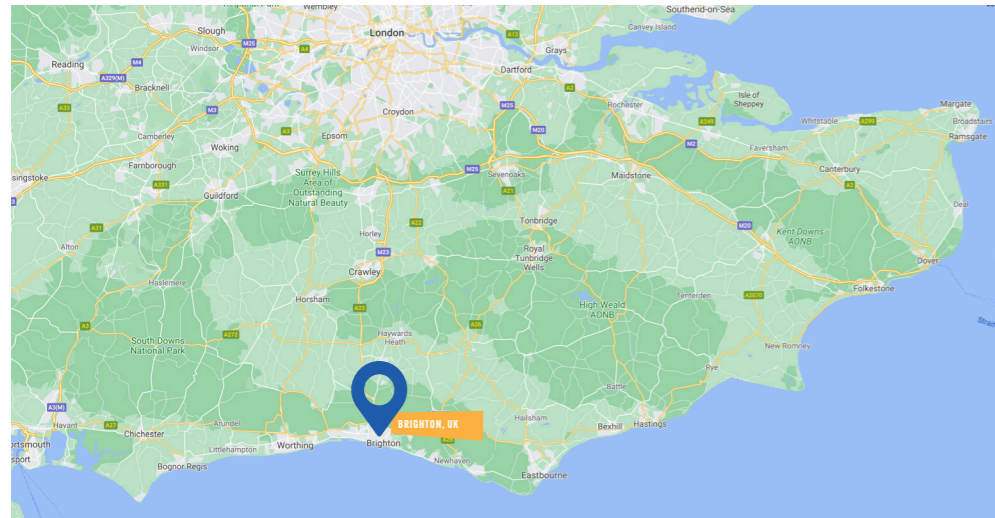 Wembley
Southend-on-Sea
Slough
London
A13
Canvey Island
Windsor
M25
A4
Grays
Reading
M4
Dartford
A329(M)
Bracknell
A2
Isle of
Sheppey
M3
Rochester
Margate
A33
Croydon
M25
A249
Whitstable
A299
Broadstairs
Camberley
A3
Epsom
M20
Ramsgate
Woking
M2
Faversham
Farnborough
Surrey Hills
Area of
Outstanding
Natural Beauty
M25
Sevenoaks
Maidstone
Canterbury
singstoke
A331
A21
A2
Guildford
Deal
A31
A22
Tonbridge
M20
Kent Downs
AONB
Alton
Horley
M23
Royal
Tunbridge
Wells
Dover
Haslemere
Crawley
Folkestone
Horsham
High Weald
AONB
Tenterden
A2070
A23
A3
A272
Haywards
Heath
A26
Strait
South Downs
National Park
New Romney
Rye
Battle
A3(M)
Havant
A27
Arundel
BRIGHTON, UK
Hailsham
Bexhill
Hastings
Chichester
ortsmouth
Littlehampton
Worthing
Brighton
sport
Bognor Regis
Newhaven
Eastbourne